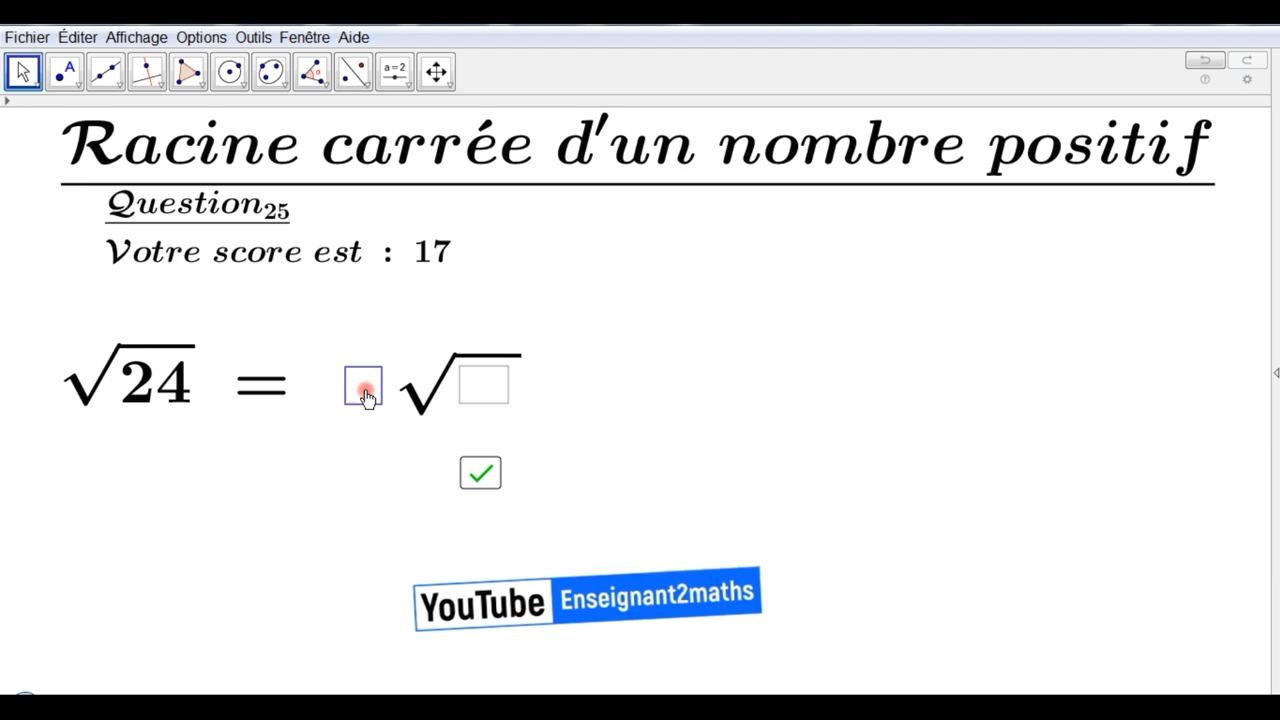 Fichier Éditer Affichage Options Outils Fenêtre Aide
A a=2
Racine carrée d'un nombre positif
Question25
Votre score est : 17
√24 = √
YouTube Enseignant2maths